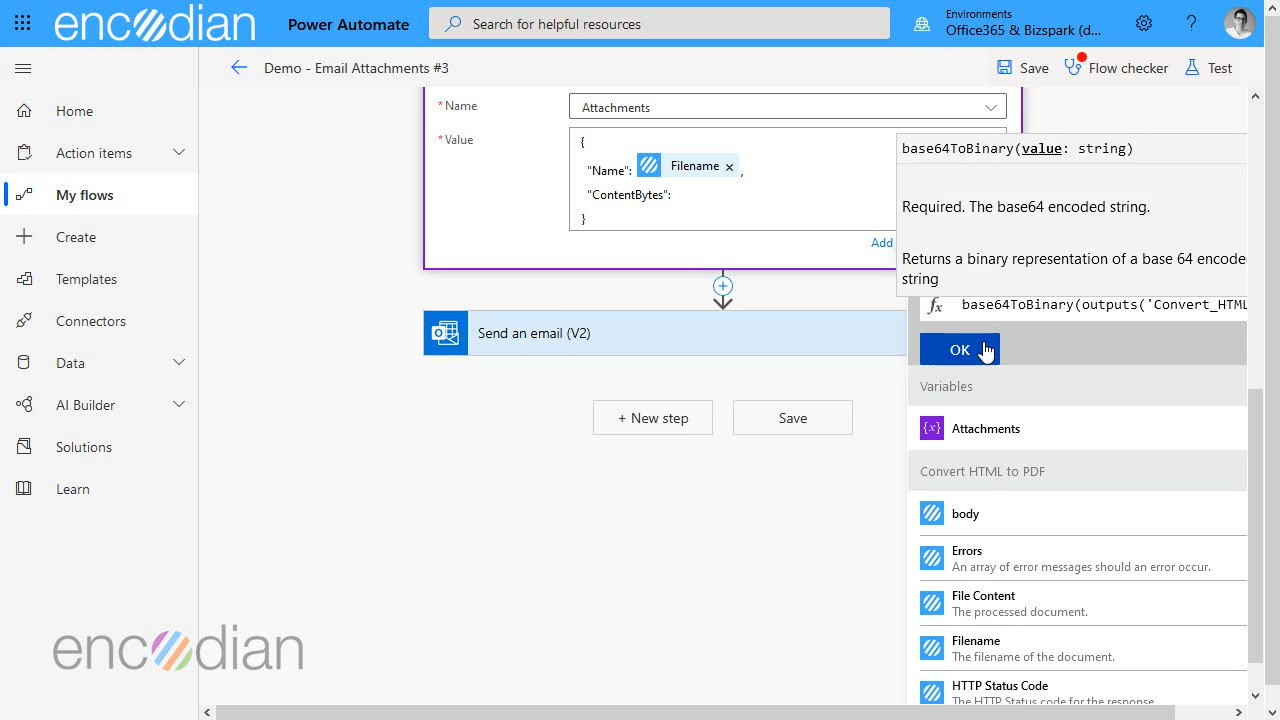 encodian
Power Automate
Search for helpful resources
Environments
Office365 & Bizspark (d...
?
Demo - Email Attachments #3
Save
Flow checker
Test
Home
Action items
My flows
Create
Templates
Connectors
Data
AI Builder
Solutions
Learn
* Name
Attachments
* Value
{
"Name": Filename × ,
"ContentBytes":
}
Add
base64ToBinary(value: string)
Required. The base64 encoded string.
Returns a binary representation of a base 64 encode
string
fx base64ToBinary(outputs('Convert_HTML
OK
Send an email (V2)
+ New step
Save
Variables
{x} Attachments
Convert HTML to PDF
body
Errors
An array of error messages should an error occur.
File Content
The processed document.
Filename
The filename of the document.
HTTP Status Code
The HTTP Status code for the response.
encodian